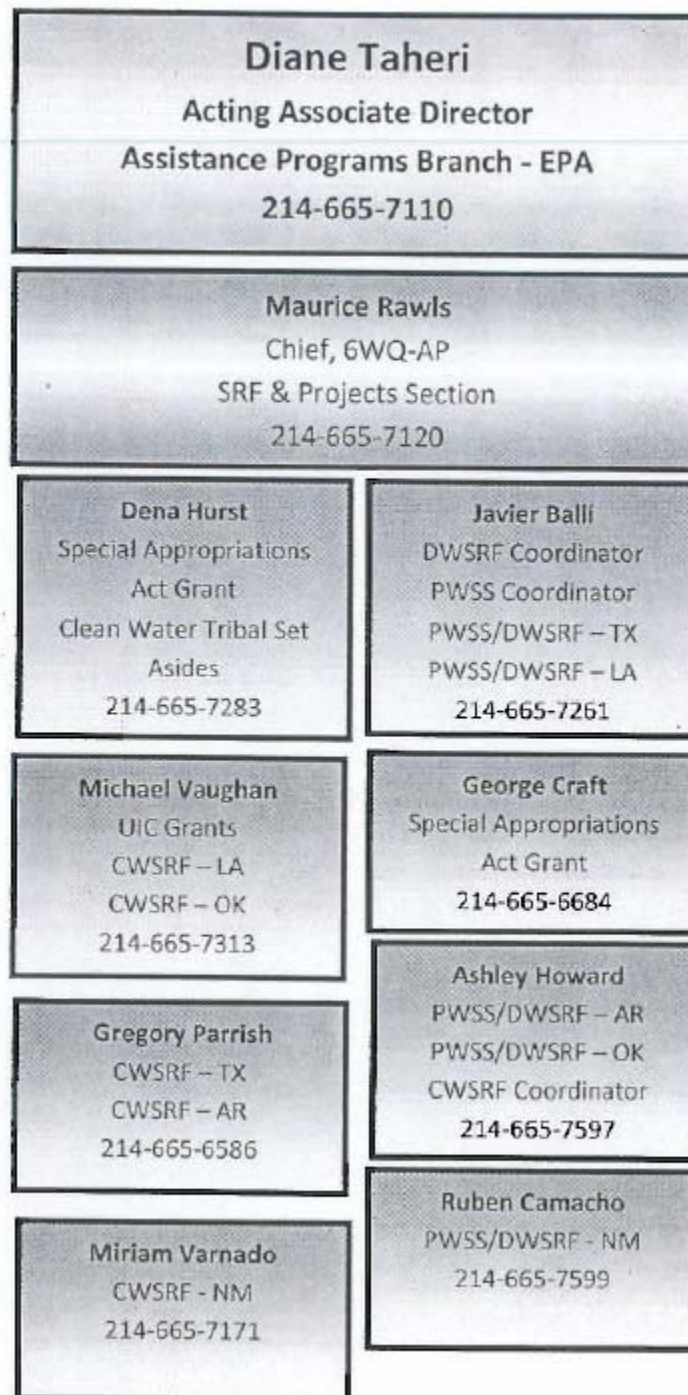 Diane Taheri
Acting Associate Director
Assistance Programs Branch - EPA
214-665-7110
Maurice Rawls
Chief, 6WQ-AP
SRF & Projects Section
214-665-7120
Dena Hurst
Special Appropriations
Act Grant
Clean Water Tribal Set
Asides
214-665-7283
Javier Balli
DWSRF Coordinator
PWSS Coordinator
PWSS/DWSRF – TX
PWSS/DWSRF – LA
214-665-7261
Michael Vaughan
UIC Grants
CWSRF – LA
CWSRF – OK
214-665-7313
George Craft
Special Appropriations
Act Grant
214-665-6684
Gregory Parrish
CWSRF – TX
CWSRF – AR
214-665-6586
Ashley Howard
PWSS/DWSRF – AR
PWSS/DWSRF – OK
CWSRF Coordinator
214-665-7597
Miriam Varnado
CWSRF - NM
214-665-7171
Ruben Camacho
PWSS/DWSRF - NM
214-665-7599